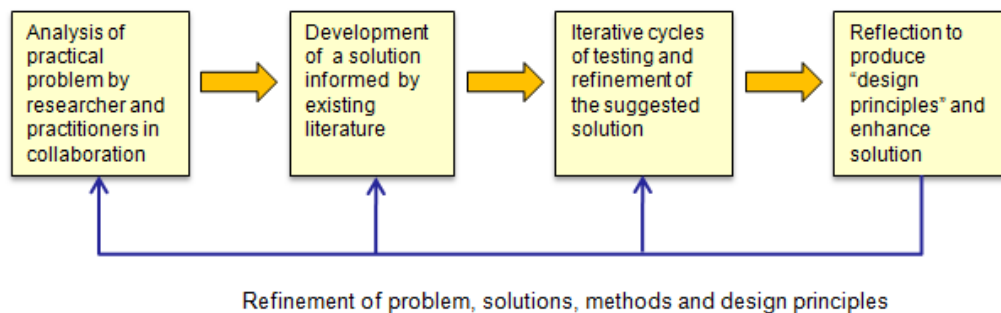 Analysis of
practical
problem by
researcher and
practitioners in
collaboration
Development
of a solution
informed by
existing
literature
Iterative cycles
of testing and
refinement of
the suggested
solution
Reflection to
produce
“design
principles” and
enhance
solution
Refinement of problem, solutions, methods and design principles